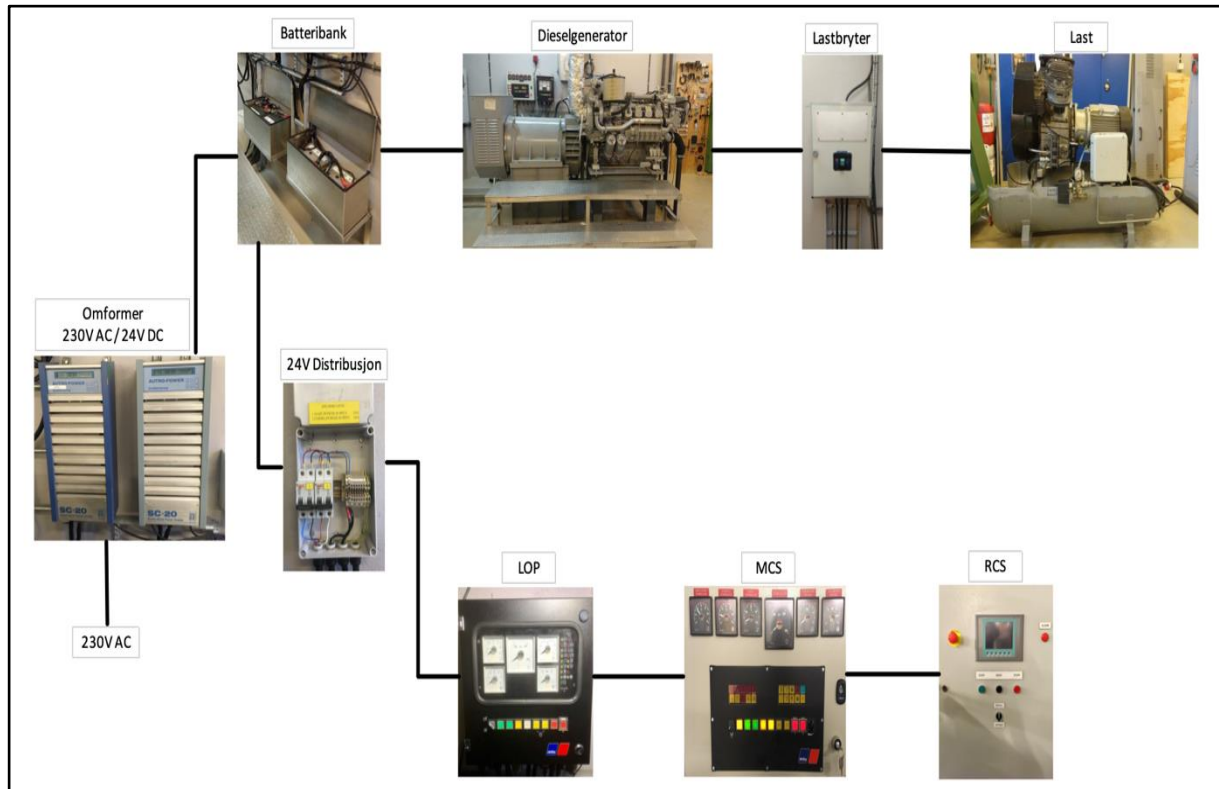 Batteribank
Dieselgenerator
Lastbryter
Last
Omformer
230V AC / 24V DC
24V Distribusjon
SC-20
SC-20
230V AC
LOP
MCS
RCS